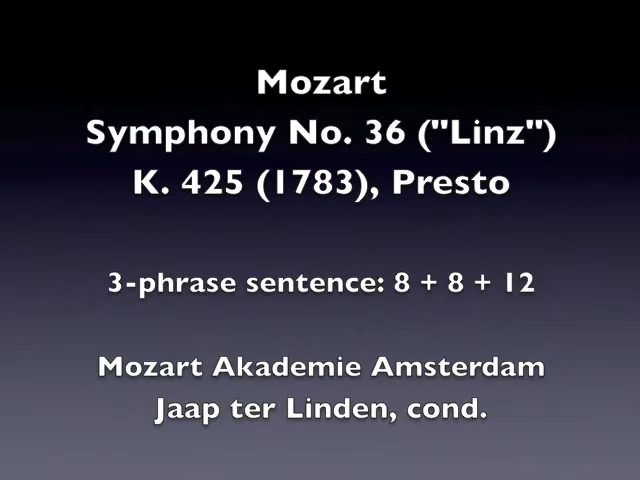 Mozart
Symphony No. 36 ("Linz")
K. 425 (1783), Presto
3-phrase sentence: 8 + 8 + 12
Mozart Akademie Amsterdam
Jaap ter Linden, cond.